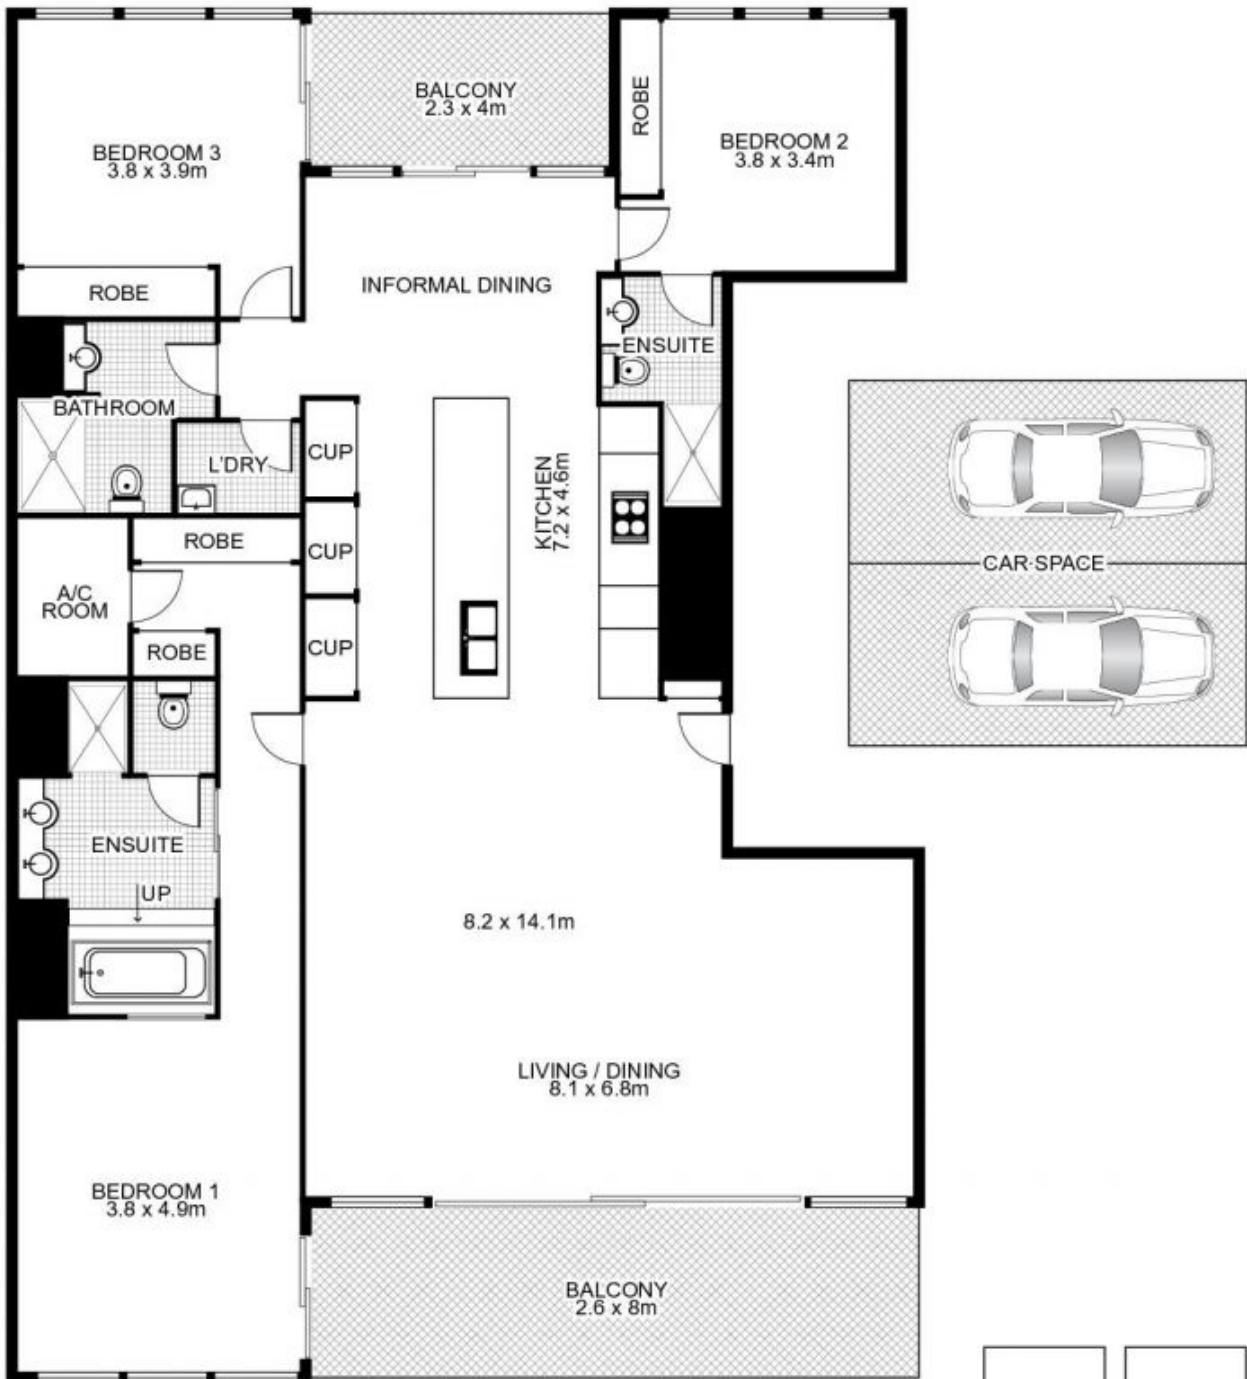 BALCONY
2.3 x 4m
ROBE
BEDROOM 2
3.8 x 3.4m
BEDROOM 3
3.8 x 3.9m
INFORMAL DINING
ROBE
ENSUITE
BATHROOM
L'DRY
CUP
KITCHEN
7.2 x 4.6m
ROBE
CUP
CAR SPACE
A/C
ROOM
ROBE
CUP
ENSUITE
UP
8.2 x 14.1m
LIVING / DINING
8.1 x 6.8m
BEDROOM 1
3.8 x 4.9m
BALCONY
2.6 x 8m